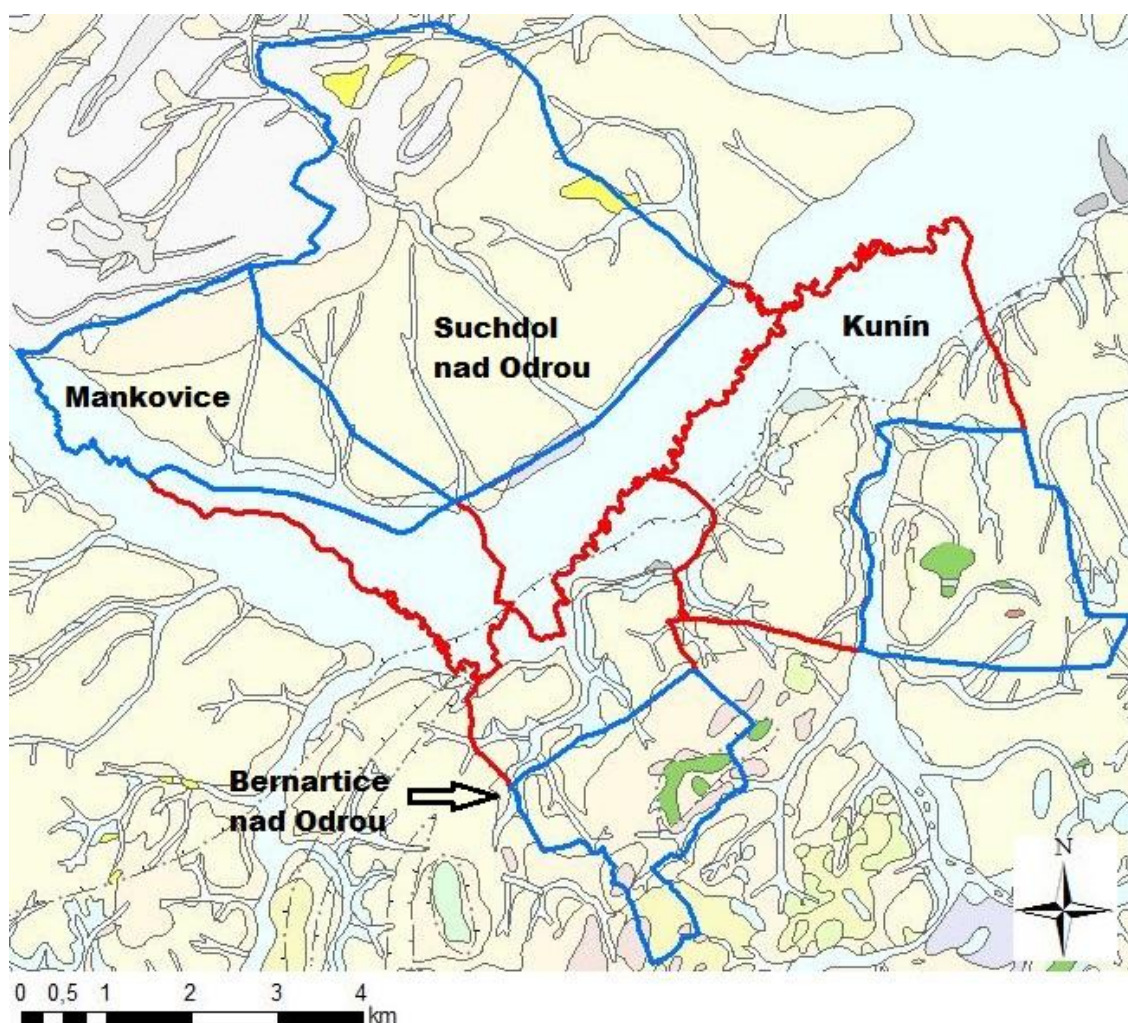 Suchdol
nad Odrou
Kunín
Mankovice
Bernartice
nad Odrou
N
0 0,5 1 2 3 4
km